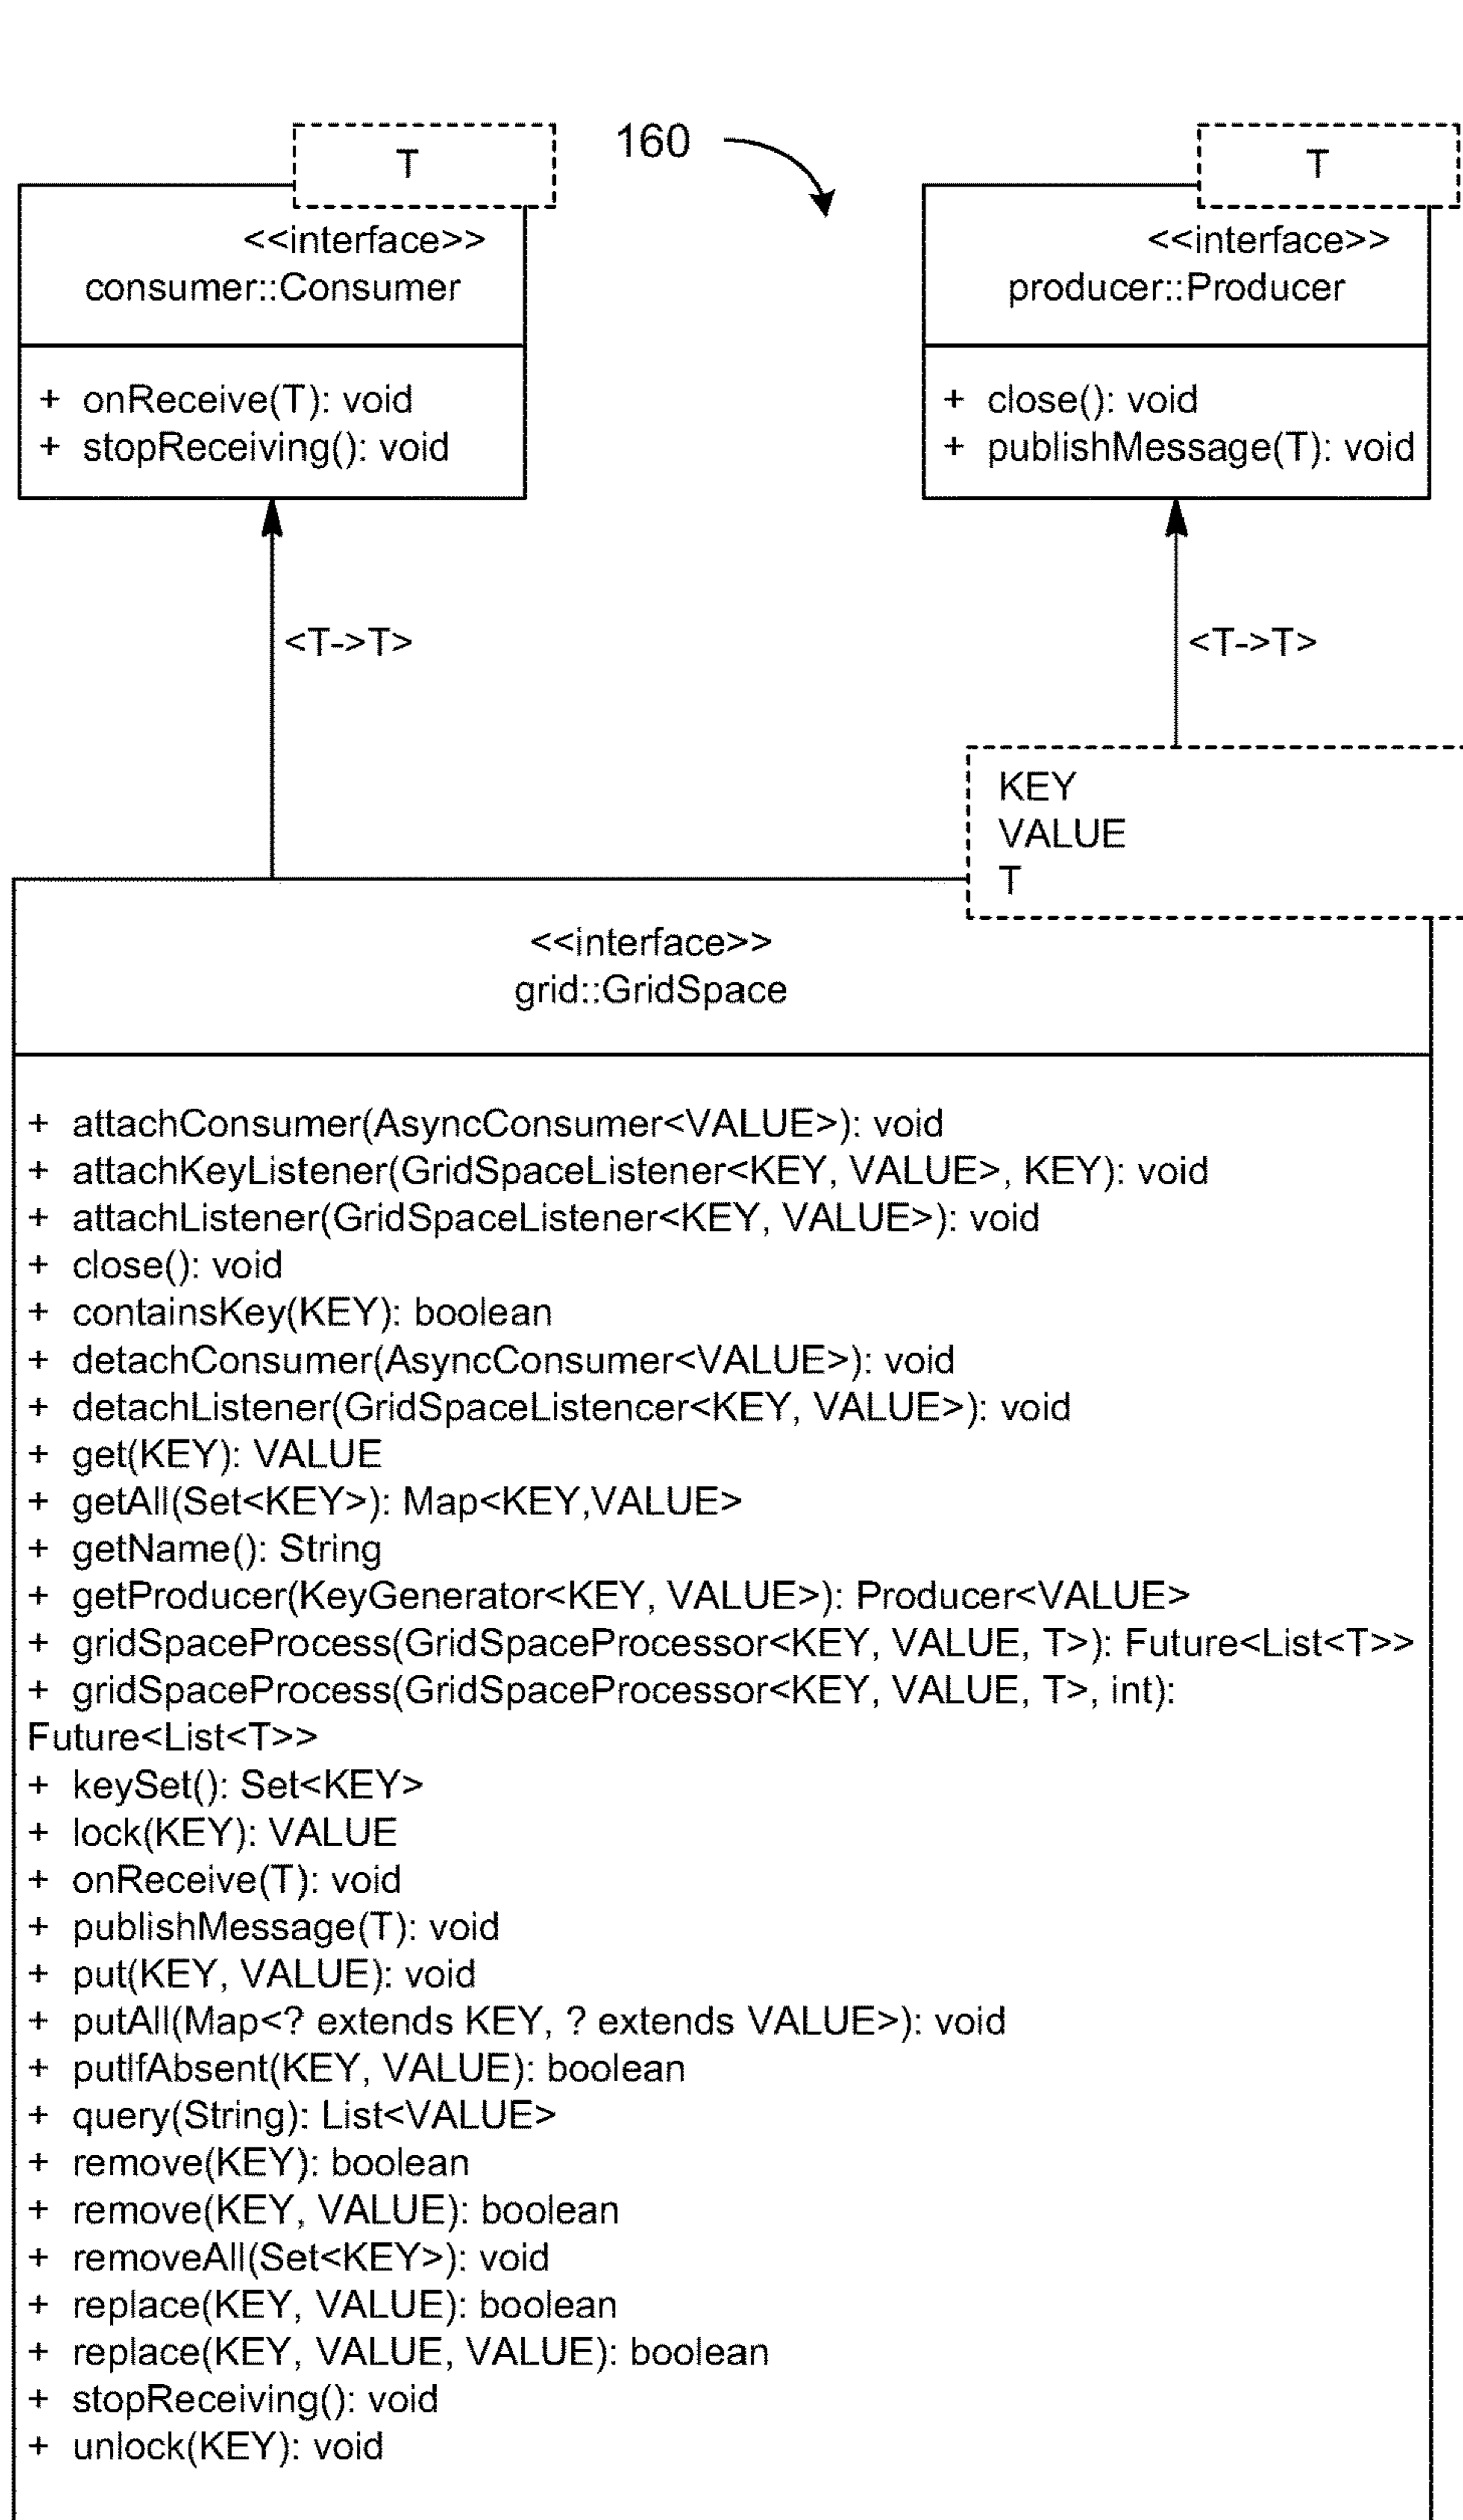 160
T
<<interface>>
consumer::Consumer
+ onReceive(T): void
+ stopReceiving(): void
T
<<interface>>
producer::Producer
+ close(): void
+ publishMessage(T): void
<T->T>
<T->T>
KEY
VALUE
T
<<interface>>
grid::GridSpace
+ attachConsumer(AsyncConsumer<VALUE>): void
+ attachKeyListener(GridSpaceListener<KEY, VALUE>, KEY): void
+ attachListener(GridSpaceListener<KEY, VALUE>): void
+ close(): void
+ containsKey(KEY): boolean
+ detachConsumer(AsyncConsumer<VALUE>): void
+ detachListener(GridSpaceListencer<KEY, VALUE>): void
+ get(KEY): VALUE
+ getAll(Set<KEY>): Map<KEY,VALUE>
+ getName(): String
+ getProducer(KeyGenerator<KEY, VALUE>): Producer<VALUE>
+ gridSpaceProcess(GridSpaceProcessor<KEY, VALUE, T>): Future<List<T>>
+ gridSpaceProcess(GridSpaceProcessor<KEY, VALUE, T>, int):
Future<List<T>>
+ keySet(): Set<KEY>
+ lock(KEY): VALUE
+ onReceive(T): void
+ publishMessage(T): void
+ put(KEY, VALUE): void
+ putAll(Map<? extends KEY, ? extends VALUE>): void
+ putIfAbsent(KEY, VALUE): boolean
+ query(String): List<VALUE>
+ remove(KEY): boolean
+ remove(KEY, VALUE): boolean
+ removeAll(Set<KEY>): void
+ replace(KEY, VALUE): boolean
+ replace(KEY, VALUE, VALUE): boolean
+ stopReceiving(): void
+ unlock(KEY): void